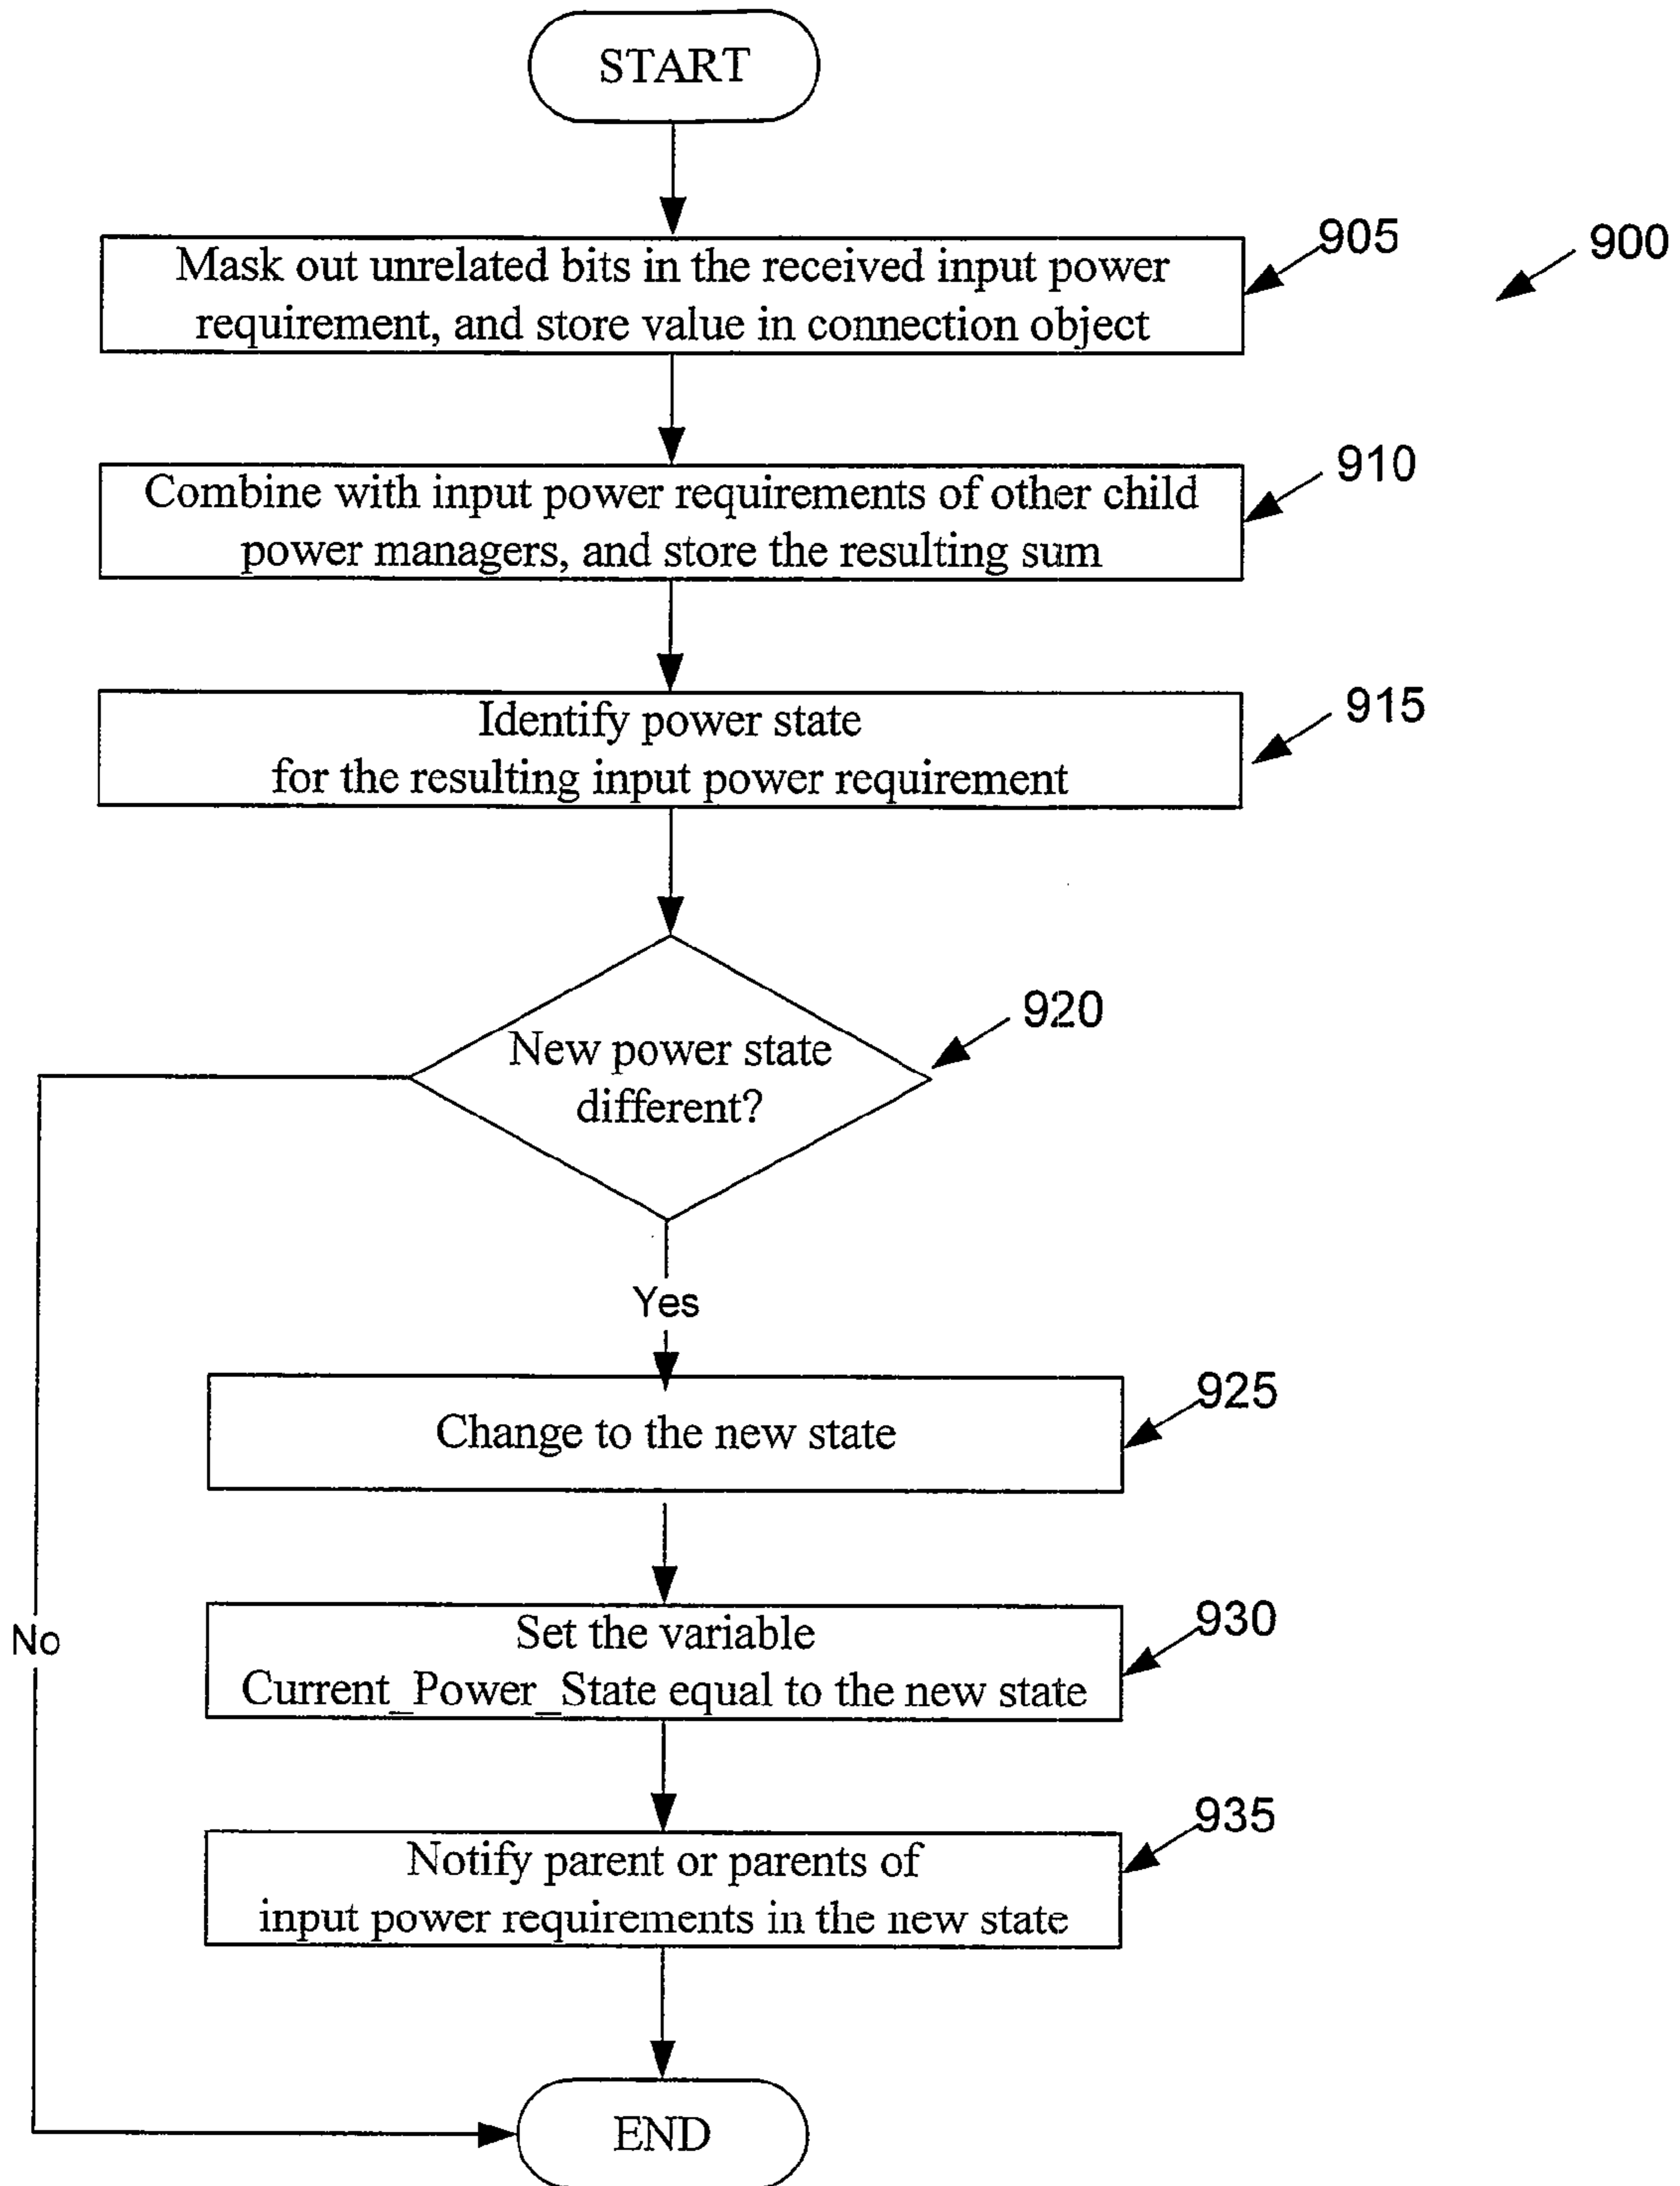 START
905
900
Mask out unrelated bits in the received input power
requirement, and store value in connection object
910
Combine with input power requirements of other child
power managers, and store the resulting sum
915
Identify power state
for the resulting input power requirement
920
New power state
different?
Yes
925
Change to the new state
930
Set the variable
Current_Power_State equal to the new state
No
935
Notify parent or parents of
input power requirements in the new state
END